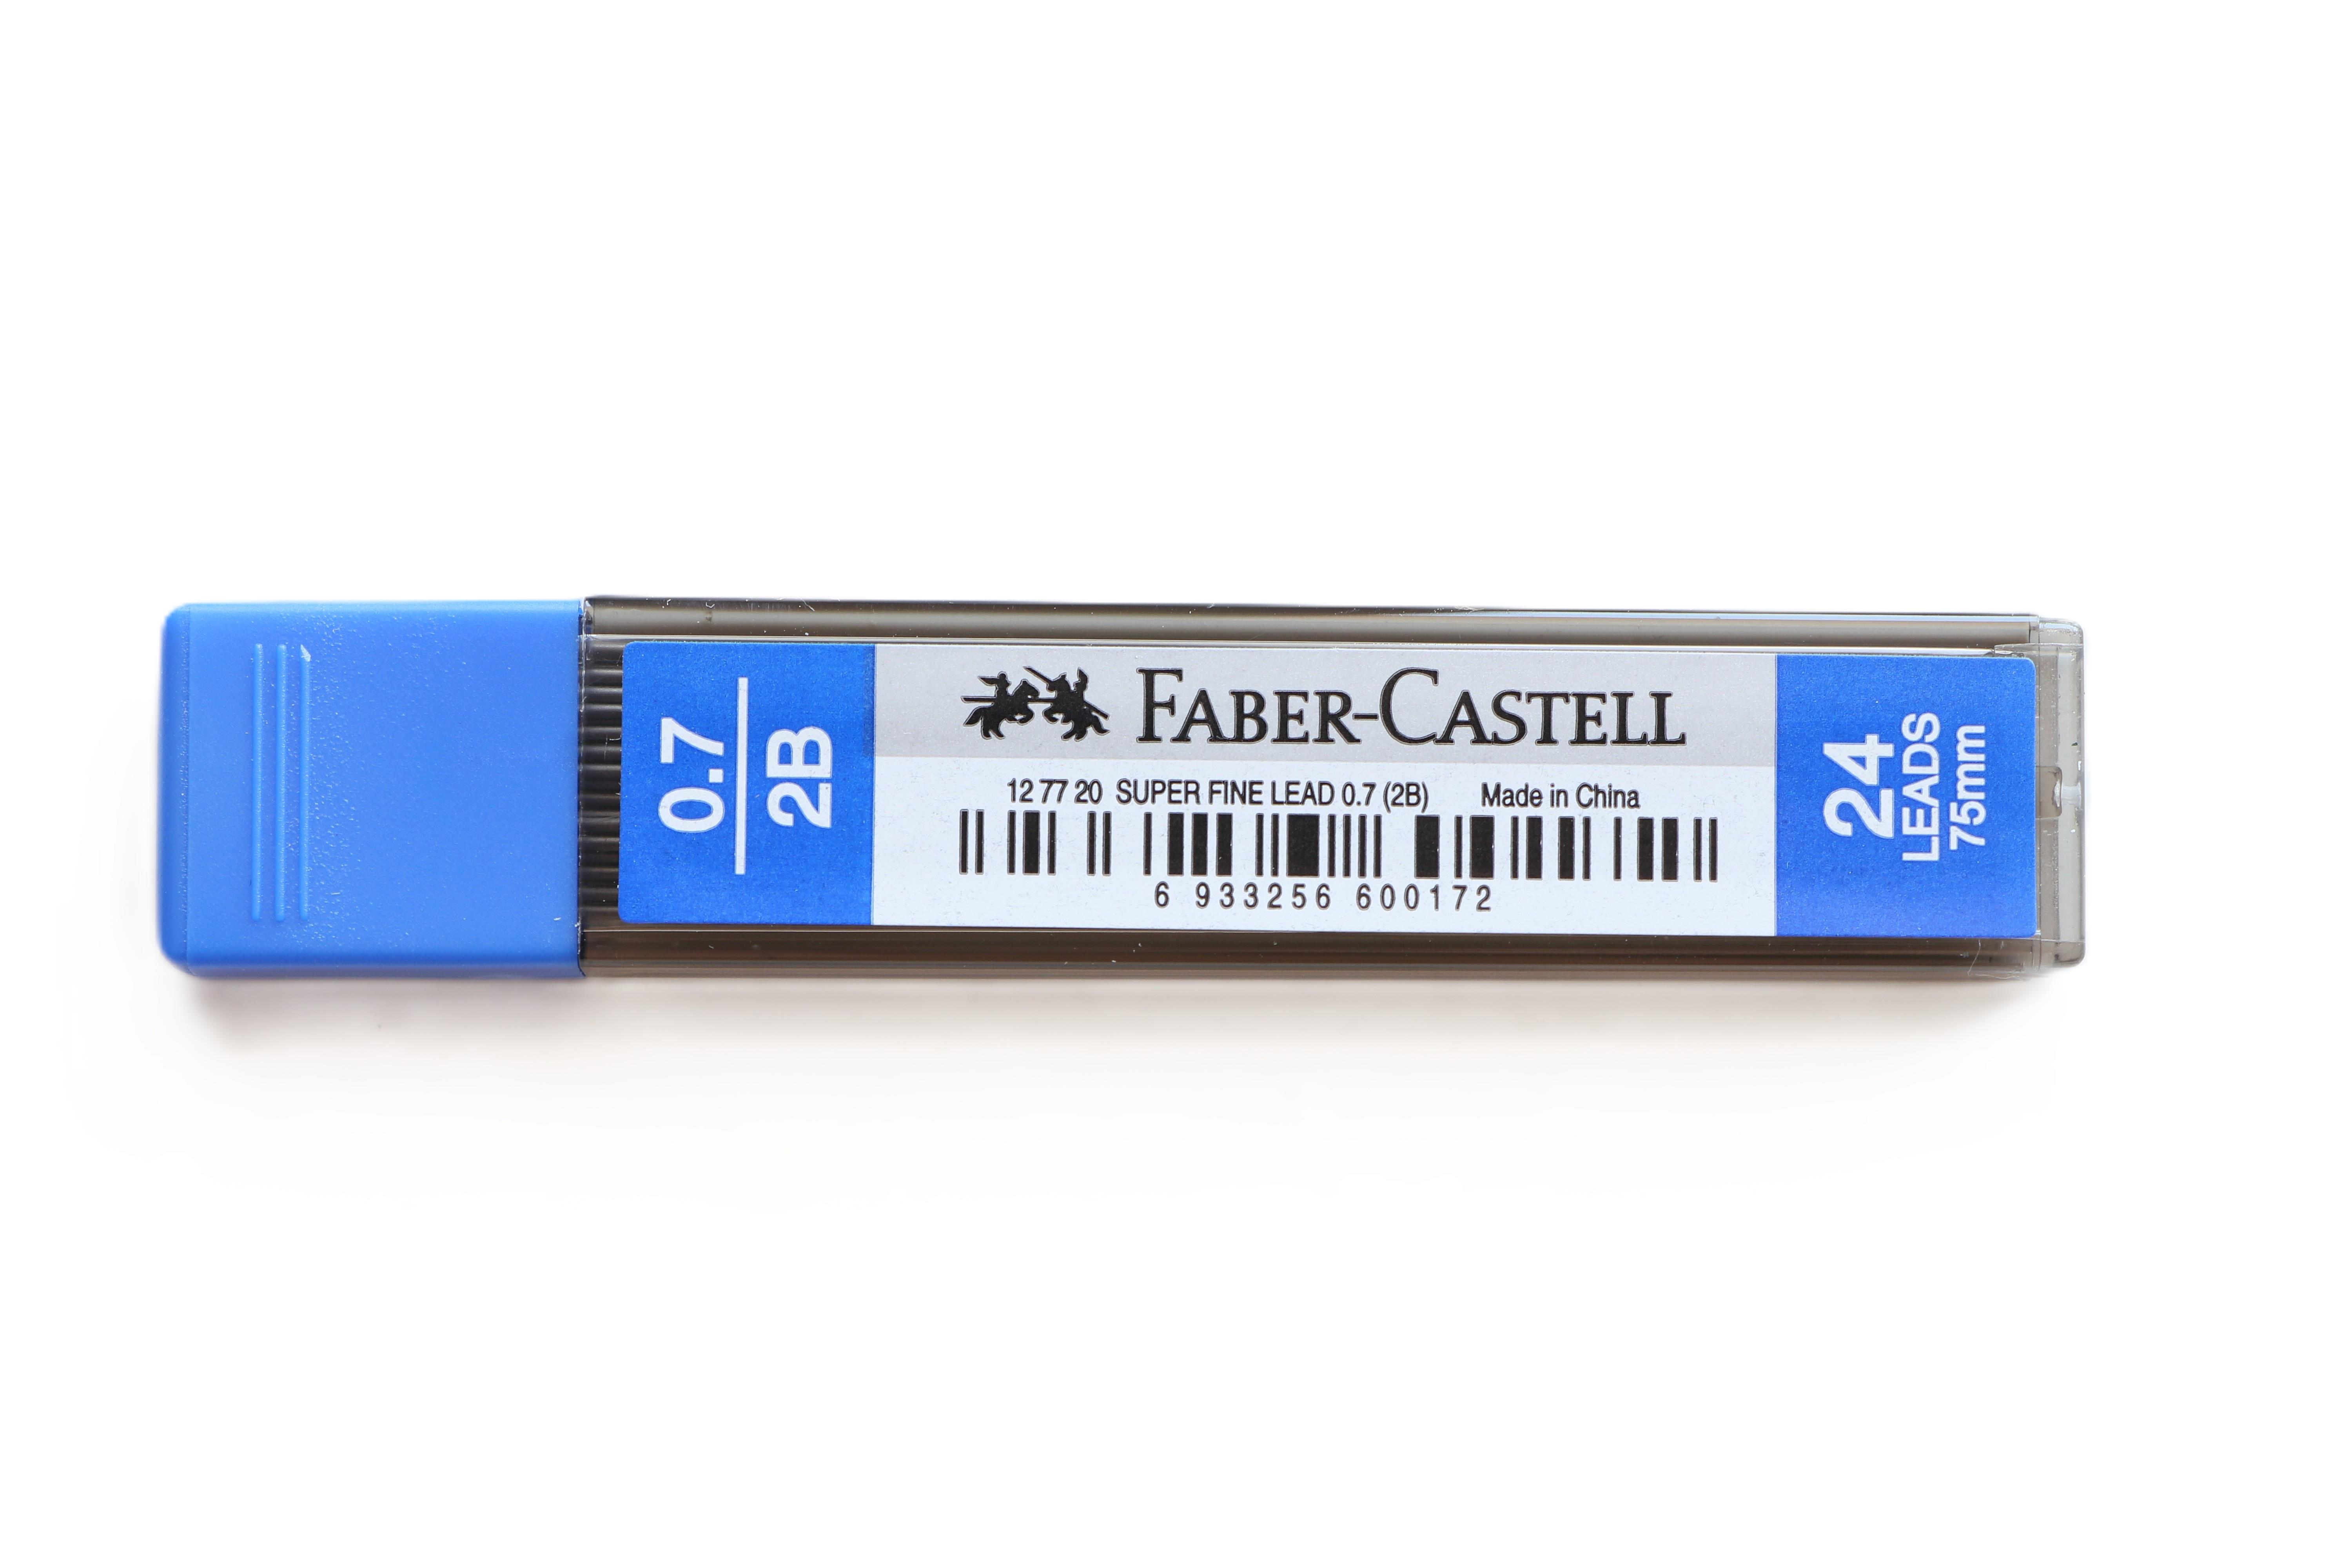 0.7
2B
FABER-CASTELL
12 77 20 SUPER FINE LEAD 0.7 (2B) Made in China
6 933256 600172
24
LEADS
75mm